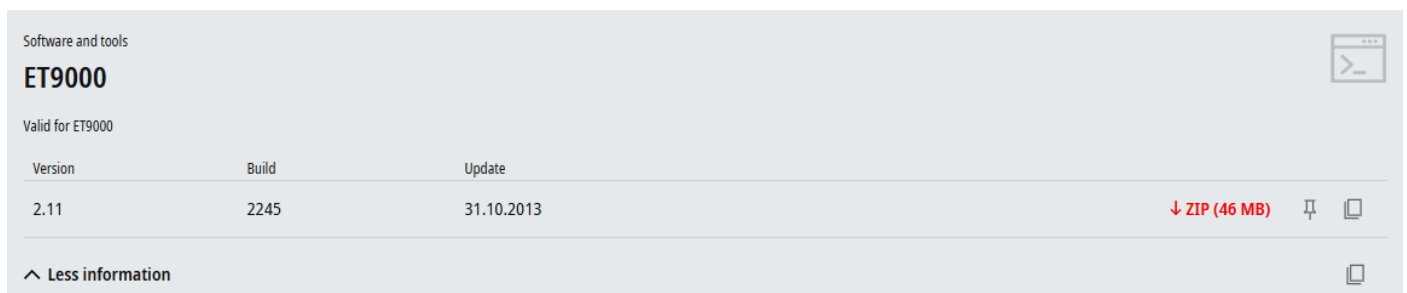 Software and tools
ET9000
Valid for ET9000
Version Build Update
2.11 2245 31.10.2013 ZIP (46 MB)
Less information